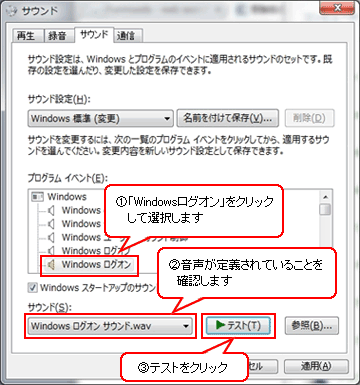 サウンド
再生 録音 サウンド 通信
サウンド設定は、Windows とプログラムのイベントに適用されるサウンドのセットです。既
存の設定を選んだり、変更した設定を保存できます。
サウンド設定(H):
Windows 標準 (変更) 名前を付けて保存(V)... 削除(D)
サウンドを変更するには、次の一覧のプログラム イベントをクリックしてから、適用するサウ
ンドを選んでください。変更内容を新しいサウンド設定として保存できます。
プログラム イベント(E):
Windows
Windows
Windows
Windows
Windows ログオフ
Windows ログオン
①「Windowsログオン」をクリック
して選択します
②音声が定義されていることを
確認します
Windows スタートアップのサウン
サウンド(S):
Windows ログオン サウンド.wav テスト(T) 参照(B)...
③テストをクリック
セル 適用(A)